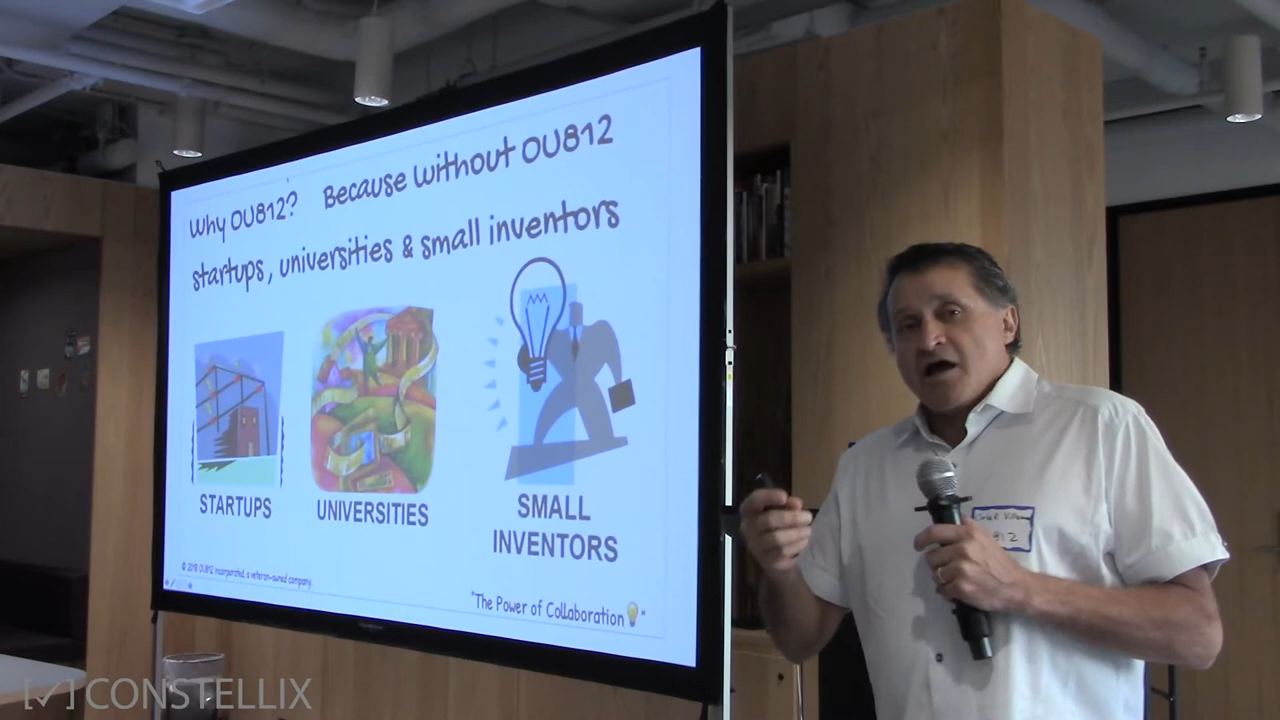 Why OU812? Because without OU812
startups, universities & small inventors
STARTUPS
UNIVERSITIES
SMALL
INVENTORS
© 2018 OU812 Incorporated, a veteran-owned company.
"The Power of Collaboration "
812
[✓] CONSTELLIX